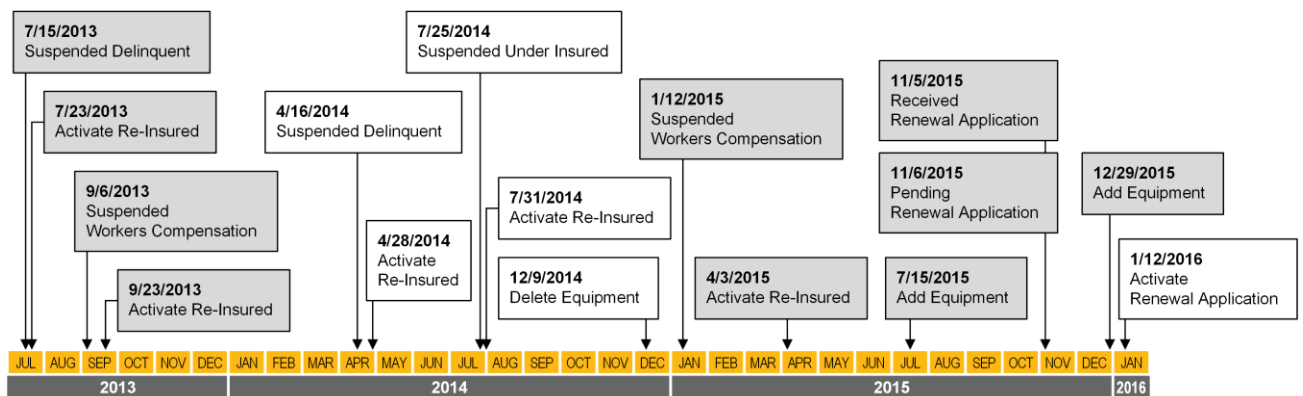 7/15/2013
Suspended Delinquent
7/23/2013
Activate Re-Insured
9/6/2013
Suspended
Workers Compensation
9/23/2013
Activate Re-Insured
4/16/2014
Suspended Delinquent
4/28/2014
Activate
Re-Insured
7/25/2014
Suspended Under Insured
7/31/2014
Activate Re-Insured
12/9/2014
Delete Equipment
1/12/2015
Suspended
Workers Compensation
4/3/2015
Activate Re-Insured
7/15/2015
Add Equipment
11/5/2015
Received
Renewal Application
11/6/2015
Pending
Renewal Application
12/29/2015
Add Equipment
1/12/2016
Activate
Renewal Application
JUL AUG SEP OCT NOV DEC JAN FEB MAR APR MAY JUN JUL AUG SEP OCT NOV DEC JAN FEB MAR APR MAY JUN JUL AUG SEP OCT NOV DEC JAN
2013 2014 2015 2016